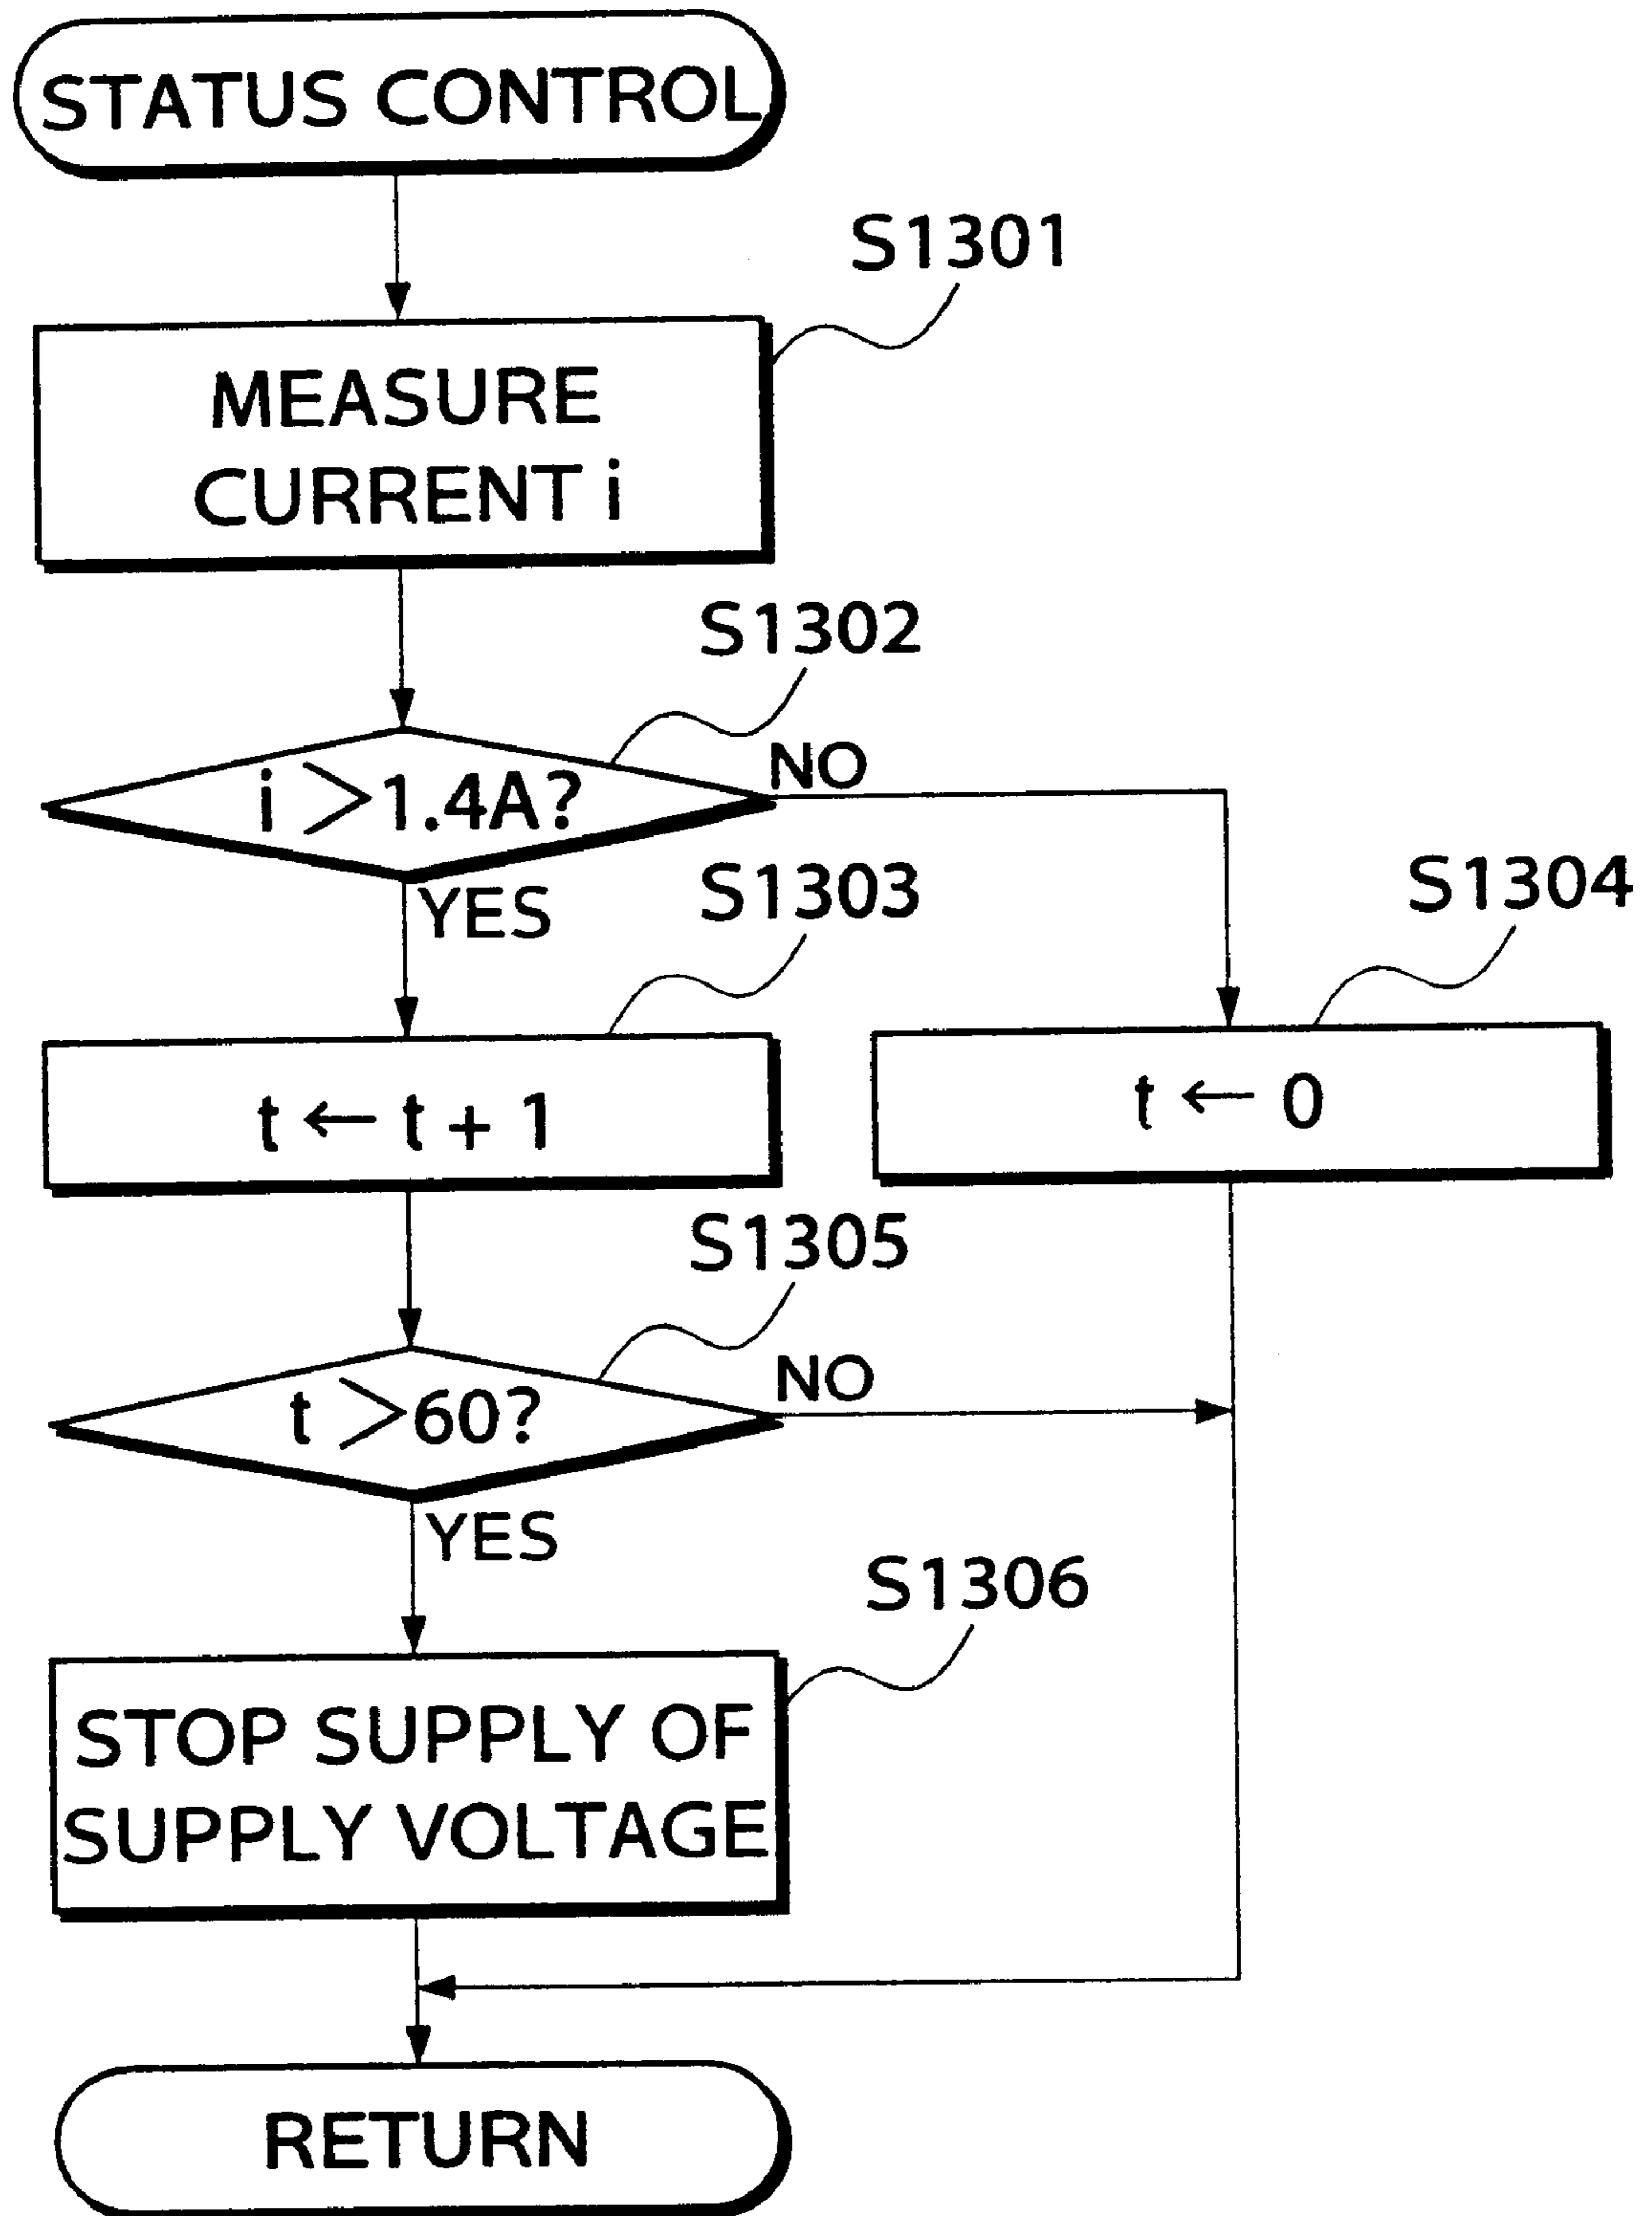 STATUS CONTROL
S1301
MEASURE
CURRENT i
S1302
i >1.4A?
NO
YES
S1303
S1304
t ← t + 1
t ← 0
S1305
t >60?
NO
YES
S1306
STOP SUPPLY OF
SUPPLY VOLTAGE
RETURN